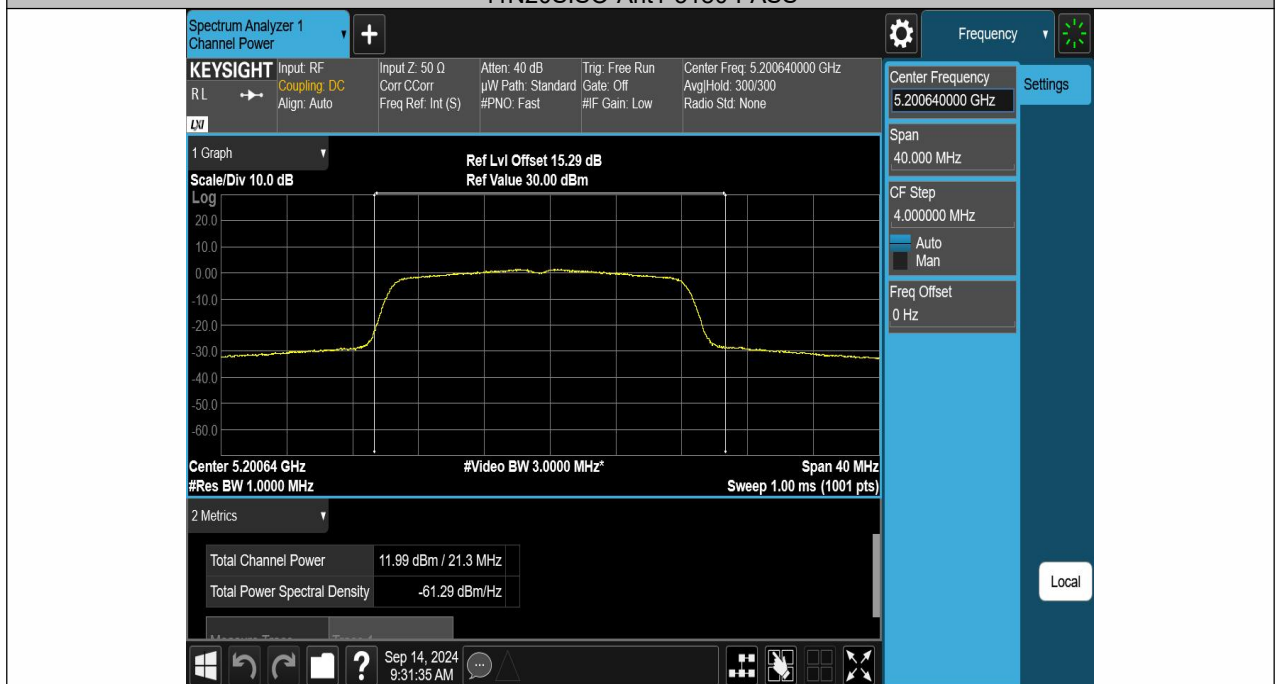 Spectrum Analyzer 1
Channel Power
+
Frequency
KEYSIGHT
RL
LXI
Input: RF
Coupling: DC
Align: Auto
Input Z: 50 Ω
Corr CCorr
Freq Ref: Int (S)
Atten: 40 dB
µW Path: Standard
#PNO: Fast
Trig: Free Run
Gate: Off
#IF Gain: Low
Center Freq: 5.200640000 GHz
Avg|Hold: 300/300
Radio Std: None
Center Frequency
5.200640000 GHz
Settings
Span
40.000 MHz
CF Step
4.000000 MHz
Auto
Man
Freq Offset
0 Hz
1 Graph
Scale/Div 10.0 dB
Ref Lvl Offset 15.29 dB
Ref Value 30.00 dBm
Log
20.0
10.0
0.00
-10.0
-20.0
-30.0
-40.0
-50.0
-60.0
Center 5.20064 GHz
#Res BW 1.0000 MHz
#Video BW 3.0000 MHz*
Span 40 MHz
Sweep 1.00 ms (1001 pts)
2 Metrics
Total Channel Power 11.99 dBm / 21.3 MHz
Total Power Spectral Density -61.29 dBm/Hz
Local
?
Sep 14, 2024
9:31:35 AM